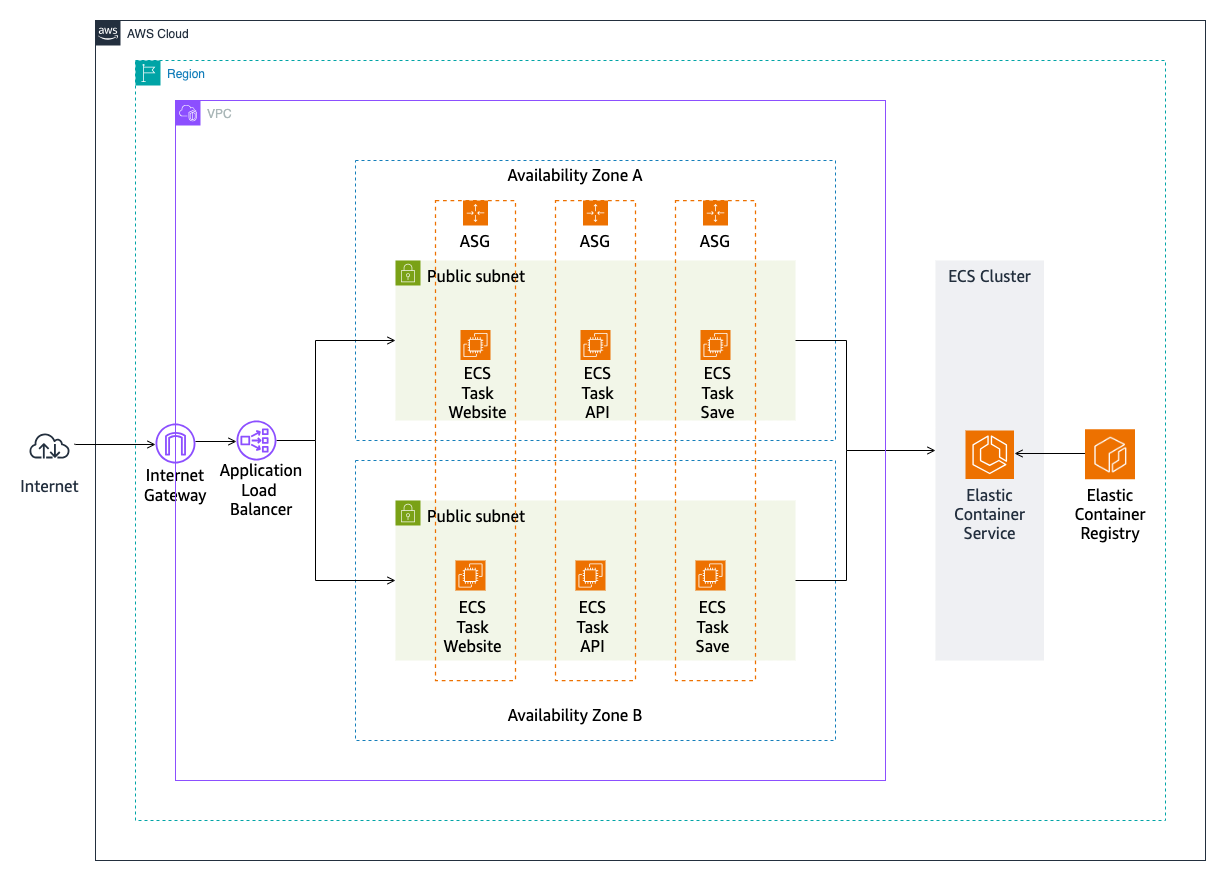 aws
AWS Cloud
Region
VPC
Availability Zone A
ASG
ASG
ASG
Public subnet
ECS
Task
Website
ECS
Task
API
ECS
Task
Save
Internet
Internet
Gateway
Application
Load
Balancer
Public subnet
ECS
Task
Website
ECS
Task
API
ECS
Task
Save
Availability Zone B
ECS Cluster
Elastic
Container
Service
Elastic
Container
Registry